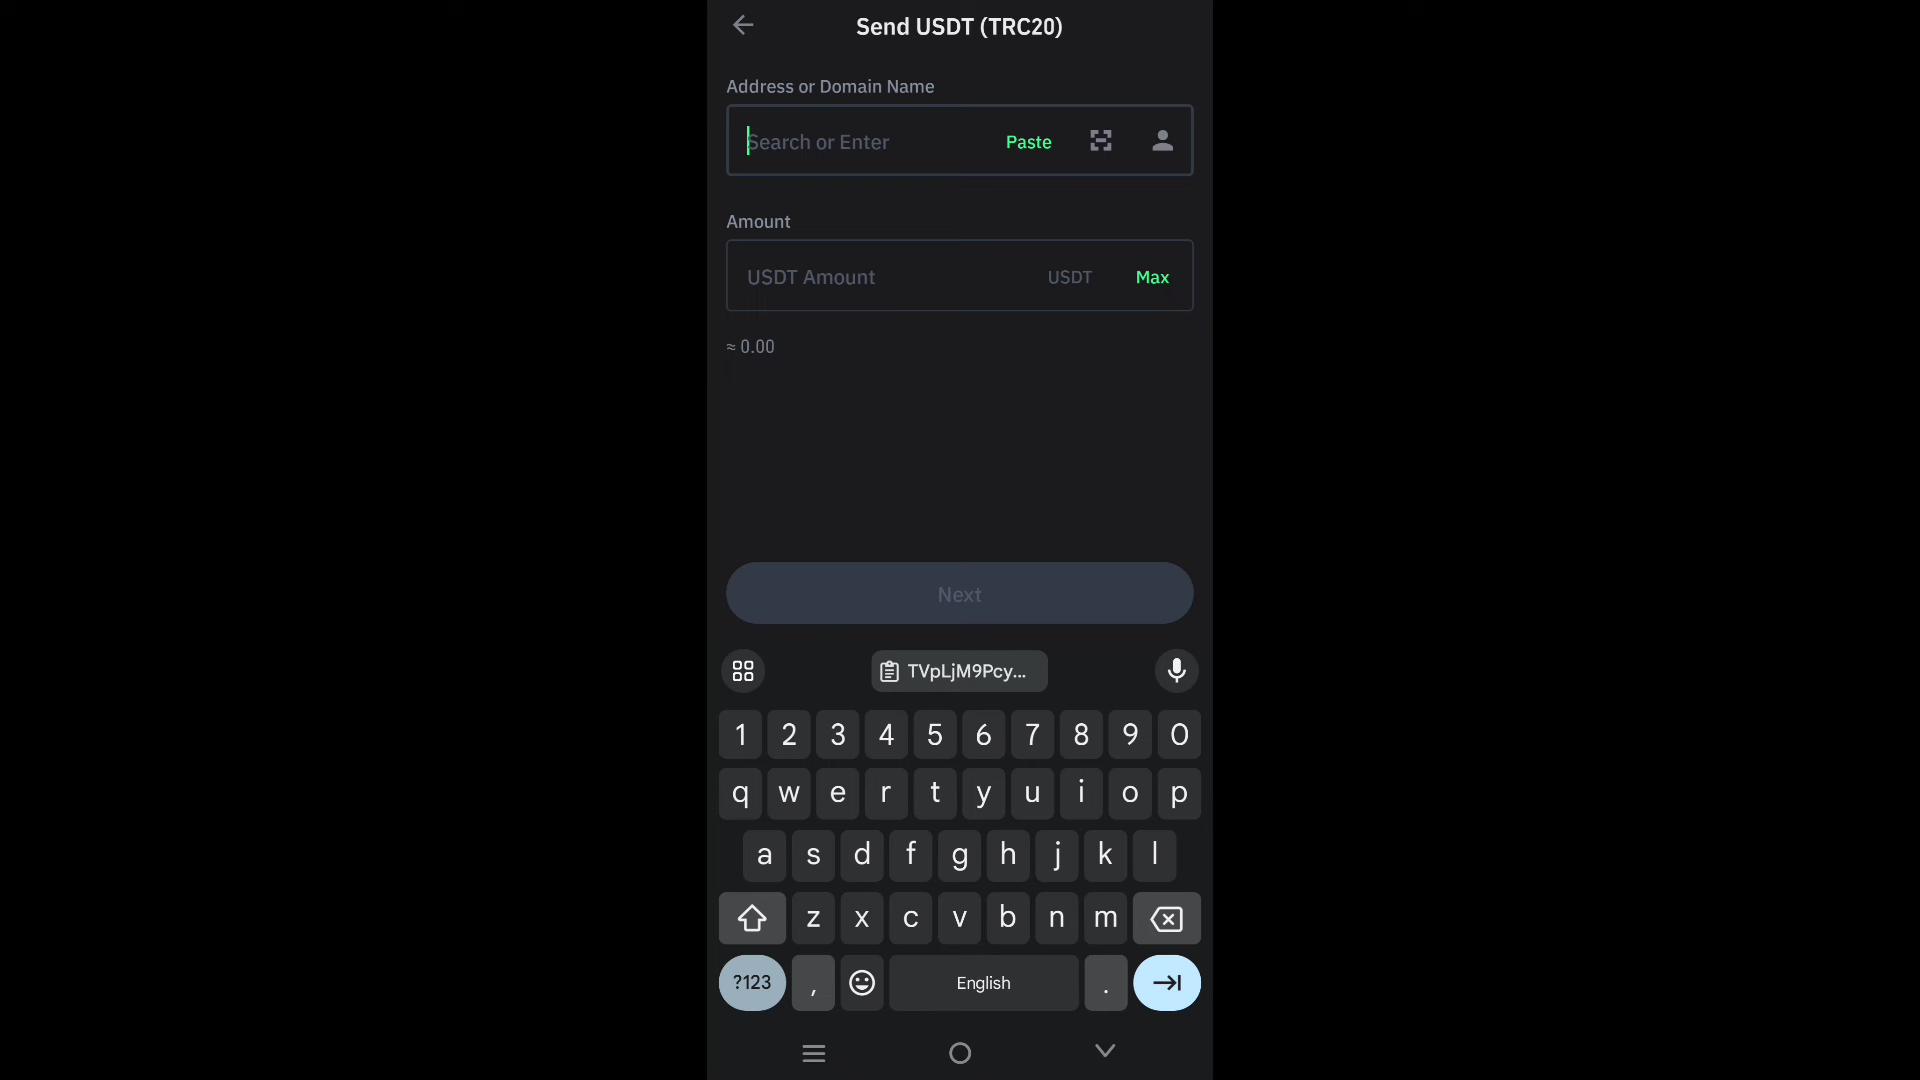 Send USDT (TRC20)
Address or Domain Name
Search or Enter Paste
Amount
USDT Amount USDT Max
≈ 0.00
Next
TVpLjM9Pcy...
1 2 3 4 5 6 7 8 9 0
q w e r t y u i o p
a s d f g h j k l
z x c v b n m
?123 , English .